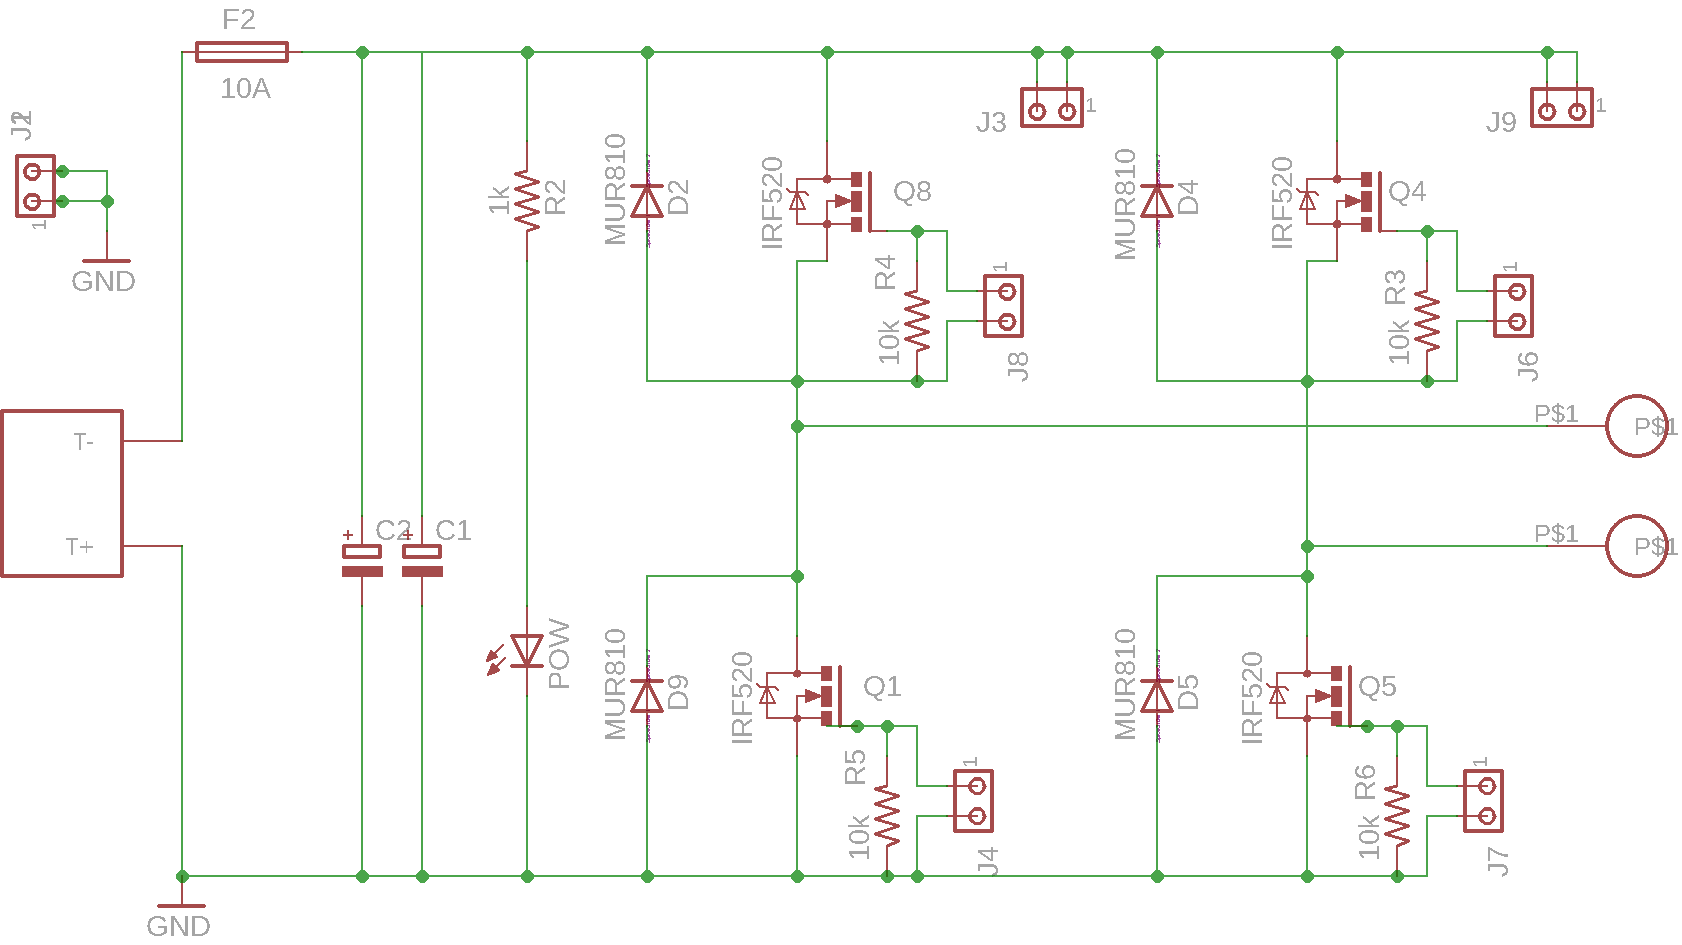 F2
10A
J3
1
J9
1
GND
1k
R2
MUR810
D2
IRF520
Q8
R4
10k
1
J8
MUR810
D4
IRF520
Q4
R3
10k
1
J6
1
T-
T+
P$1
P$1
P$1
P$1
+
C2
+
C1
POW
MUR810
D9
IRF520
Q1
R5
10k
1
J4
MUR810
D5
IRF520
Q5
R6
10k
1
J7
GND